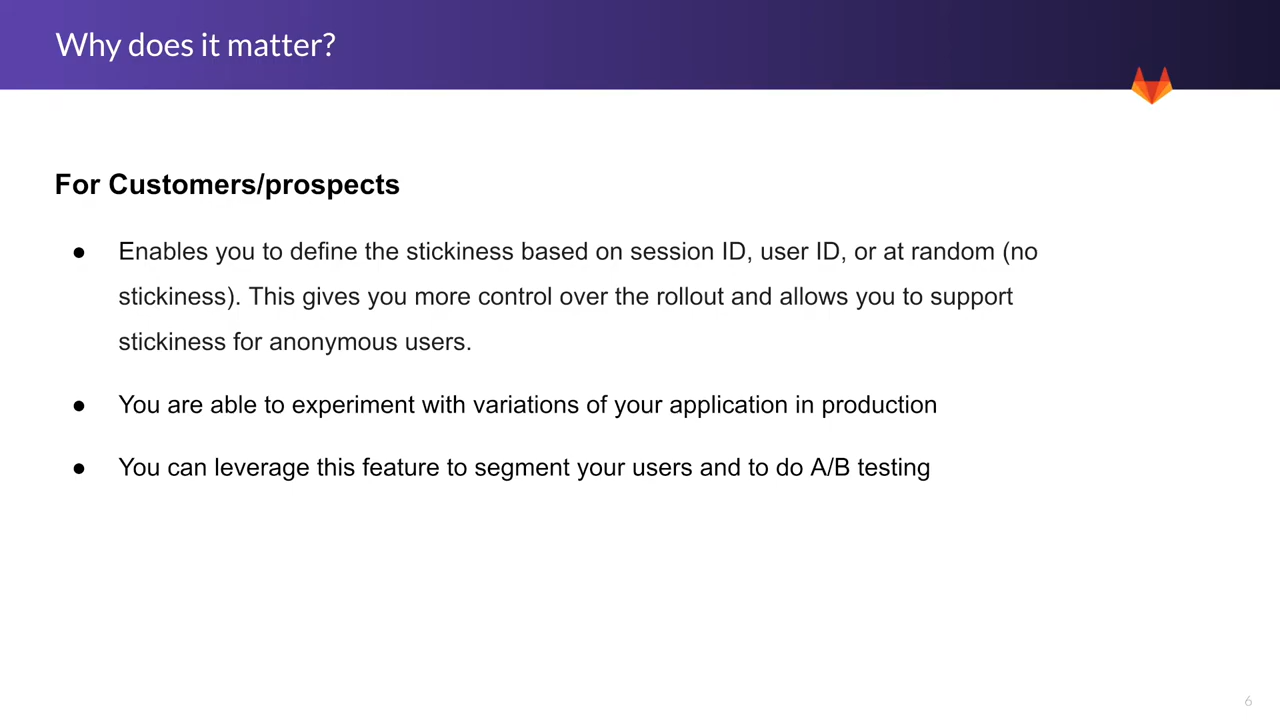 Why does it matter?
For Customers/prospects
● Enables you to define the stickiness based on session ID, user ID, or at random (no
stickiness). This gives you more control over the rollout and allows you to support
stickiness for anonymous users.
● You are able to experiment with variations of your application in production
● You can leverage this feature to segment your users and to do A/B testing
6